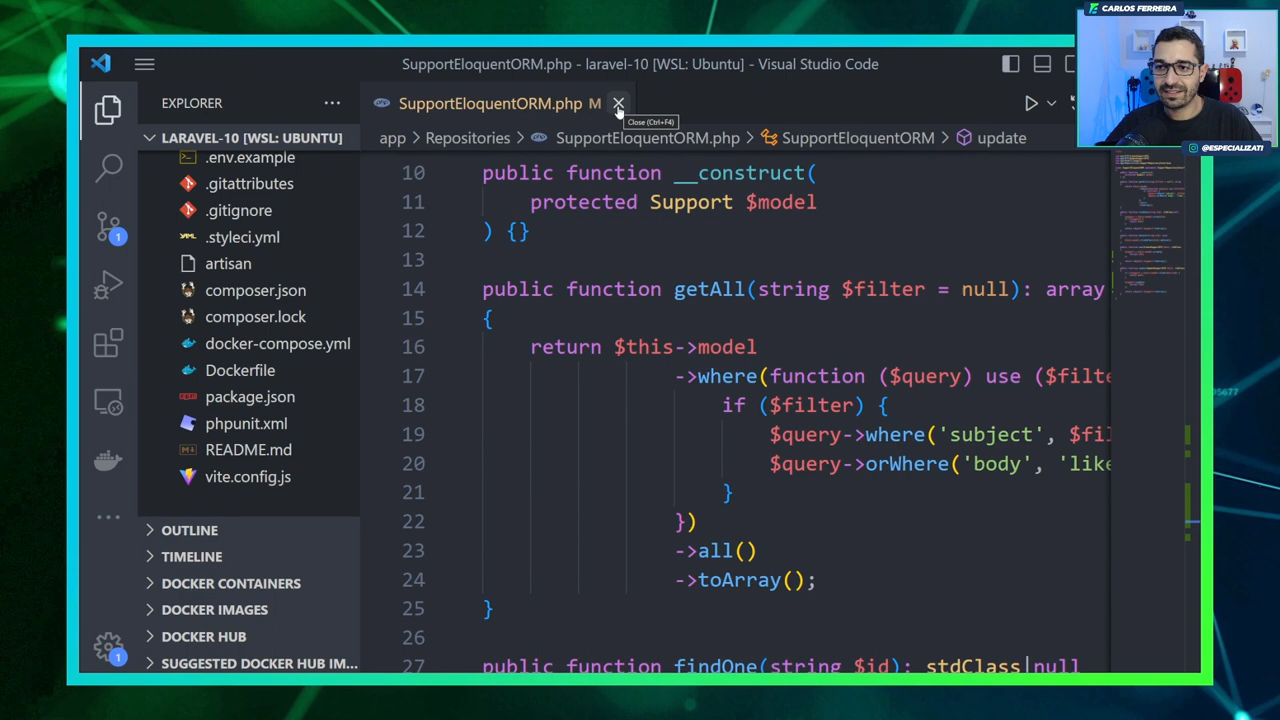 CARLOS FERREIRA
@ESPECIALIZATI
SupportEloquentORM.php - laravel-10 [WSL: Ubuntu] - Visual Studio Code
EXPLORER
SupportEloquentORM.php M
Close (Ctrl+F4)
LARAVEL-10 [WSL: UBUNTU]
app > Repositories > SupportEloquentORM.php > SupportEloquentORM > update
.env.example
.gitattributes
.gitignore
.styleci.yml
artisan
composer.json
composer.lock
docker-compose.yml
Dockerfile
package.json
phpunit.xml
README.md
vite.config.js
OUTLINE
TIMELINE
DOCKER CONTAINERS
DOCKER IMAGES
DOCKER HUB
SUGGESTED DOCKER HUB IM...
1
1
10 public function __construct(
11 protected Support $model
12 ) {}
13
14 public function getAll(string $filter = null): array
15 {
16 return $this->model
17 ->where(function ($query) use ($filte
18 if ($filter) {
19 $query->where('subject', $fil
20 $query->orWhere('body', 'like
21 }
22 })
23 ->all()
24 ->toArray();
25 }
26
27 public function findOne(string $id): stdClass|null